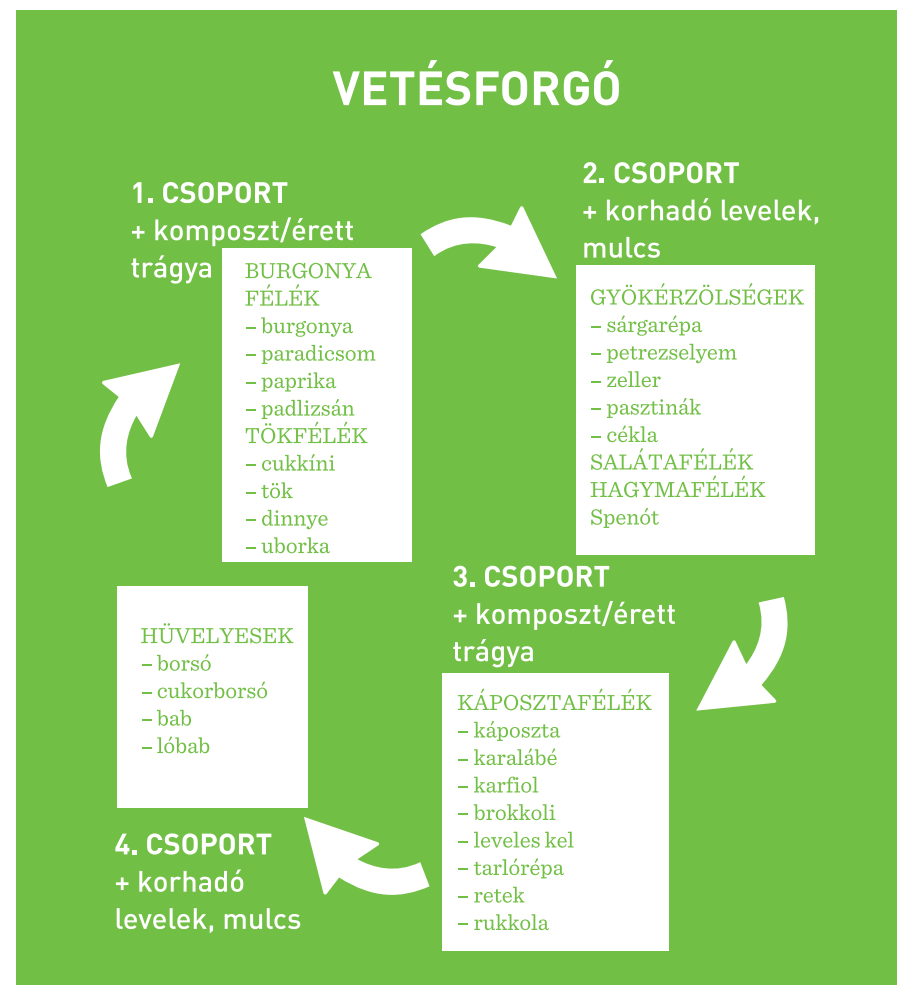 VETÉSFORGÓ
1. CSOPORT
+ komposzt/érett
trágya
BURGONYA
FÉLÉK
– burgonya
– paradicsom
– paprika
– padlizsán
TÖKFÉLÉK
– cukkíni
– tök
– dinnye
– uborka
2. CSOPORT
+ korhadó levelek,
mulcs
GYÖKÉRZÖLSÉGEK
– sárgarépa
– petrezselyem
– zeller
– pasztinák
– cékla
SALÁTAFÉLÉK
HAGYMAFÉLÉK
Spenót
3. CSOPORT
+ komposzt/érett
trágya
KÁPOSZTAFÉLÉK
– káposzta
– karalábé
– karfiol
– brokkoli
– leveles kel
– tarlórépa
– retek
– rukkola
HÜVELYESEK
– borsó
– cukorborsó
– bab
– lóbab
4. CSOPORT
+ korhadó
levelek, mulcs